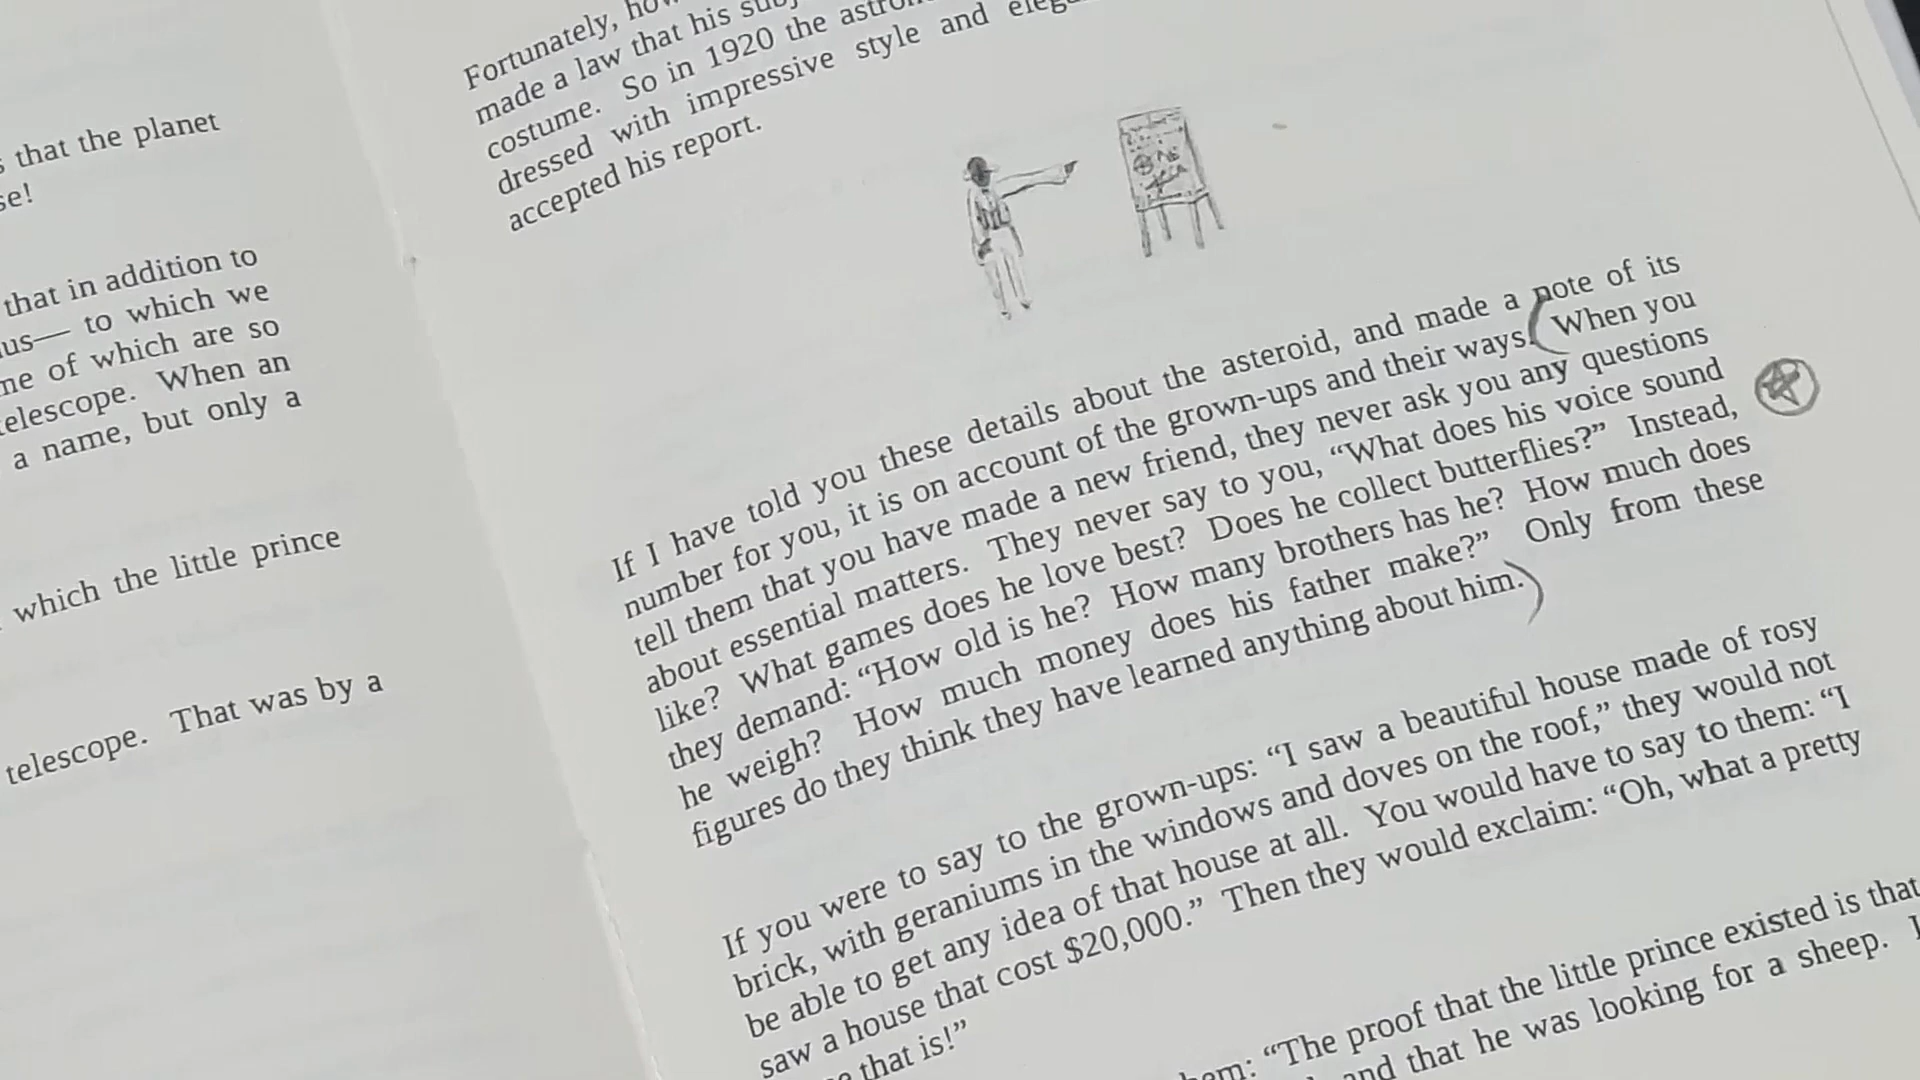 that the planet
se!
that in addition to
us— to which we
me of which are so
telescope. When an
a name, but only a
which the little prince
telescope. That was by a
Fortunately,
made a law that his
costume. So in 1920 the
dressed with impressive style and
accepted his report.
If I have told you these details about the asteroid, and made a note of its
number for you, it is on account of the grown-ups and their ways. When you
tell them that you have made a new friend, they never ask you any questions
about essential matters. They never say to you, “What does his voice sound
like? What games does he love best? Does he collect butterflies?” Instead,
they demand: “How old is he? How many brothers has he? How much does
he weigh? How much money does his father make?” Only from these
figures do they think they have learned anything about him.
If you were to say to the grown-ups: “I saw a beautiful house made of rosy
brick, with geraniums in the windows and doves on the roof,” they would not
be able to get any idea of that house at all. You would have to say to them: “I
saw a house that cost $20,000.” Then they would exclaim: “Oh, what a pretty
that is!”
“The proof that the little prince existed is that
and that he was looking for a sheep.